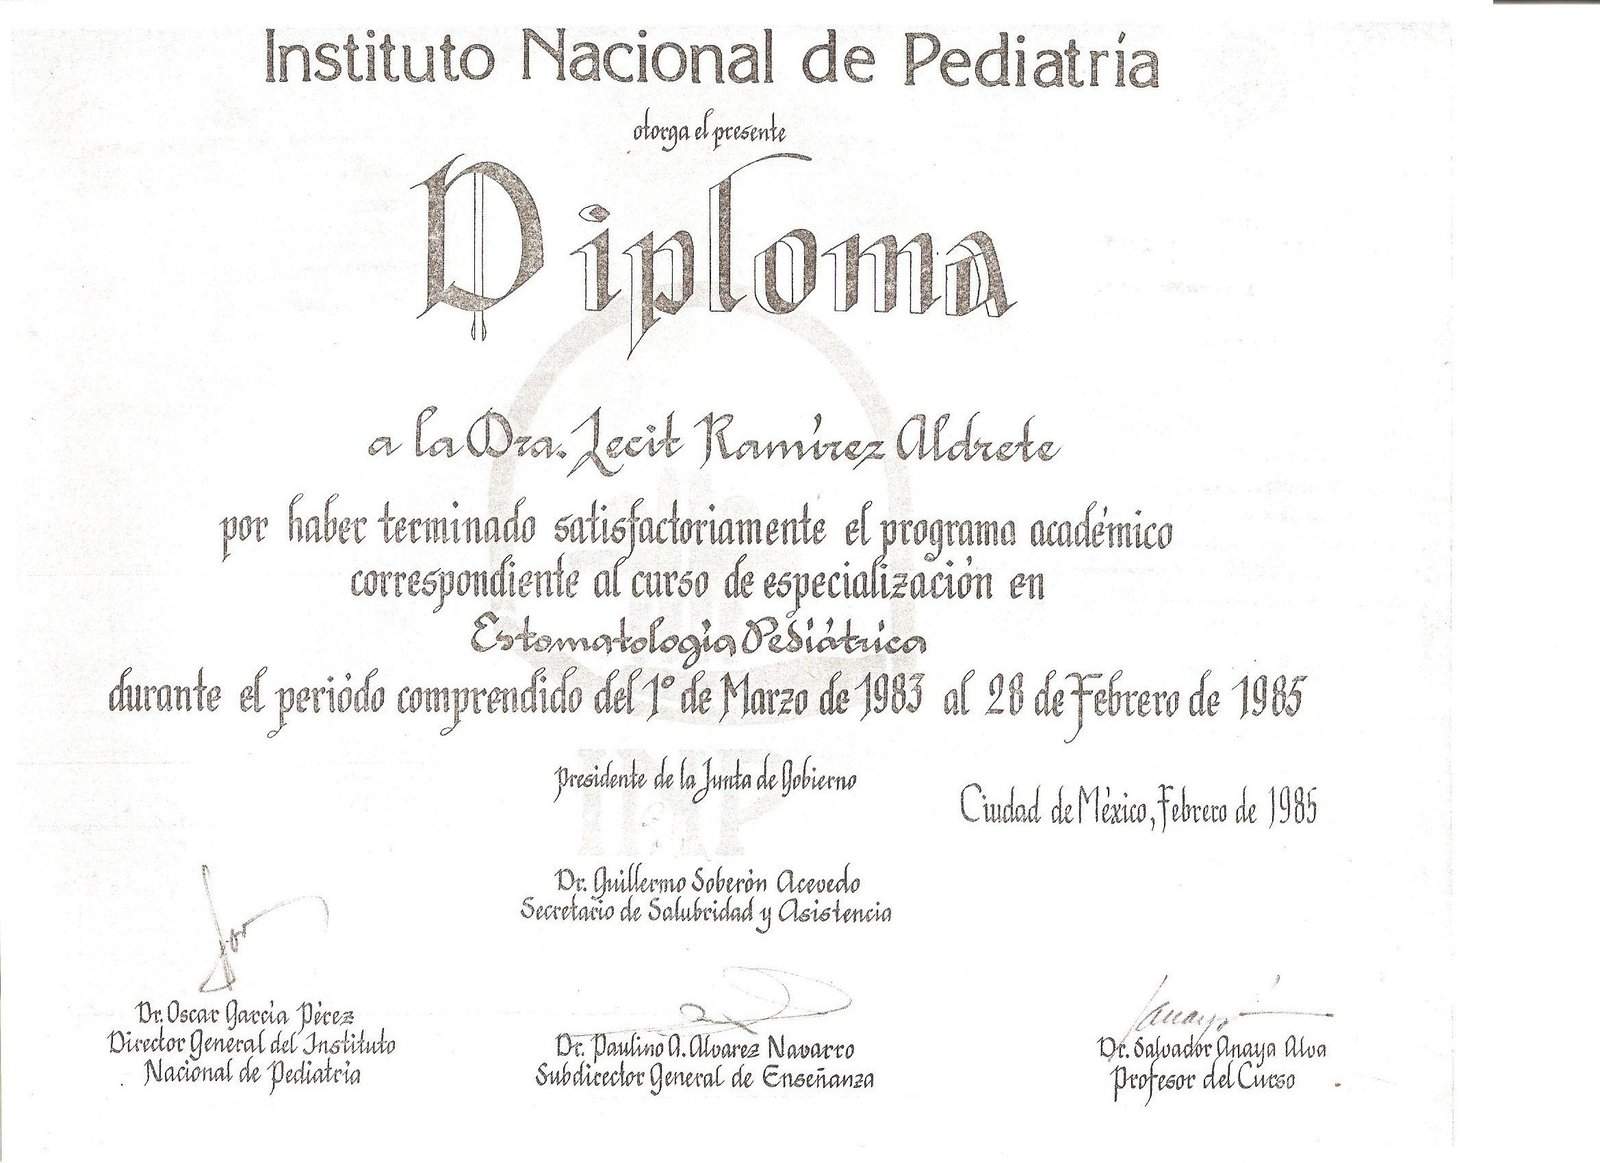 Instituto Nacional de Pediatría
otorga el presente
Diploma
a la Dra. Lecit Ramírez Aldrete
por haber terminado satisfactoriamente el programa académico
correspondiente al curso de especialización en
Estomatología Pediátrica
durante el periódo comprendido del 1° de Marzo de 1983 al 28 de Febrero de 1985
Presidente de la Junta de Gobierno
Ciudad de México, Febrero de 1985
INP
Dr. Guillermo Soberón Acevedo
Secretario de Salubridad y Asistencia
Dr. Oscar García Pérez
Director General del Instituto
Nacional de Pediatría
Dr. Paulino A. Alvarez Navarro
Subdirector General de Enseñanza
Dr. Salvador Anaya Alva
Profesor del Curso